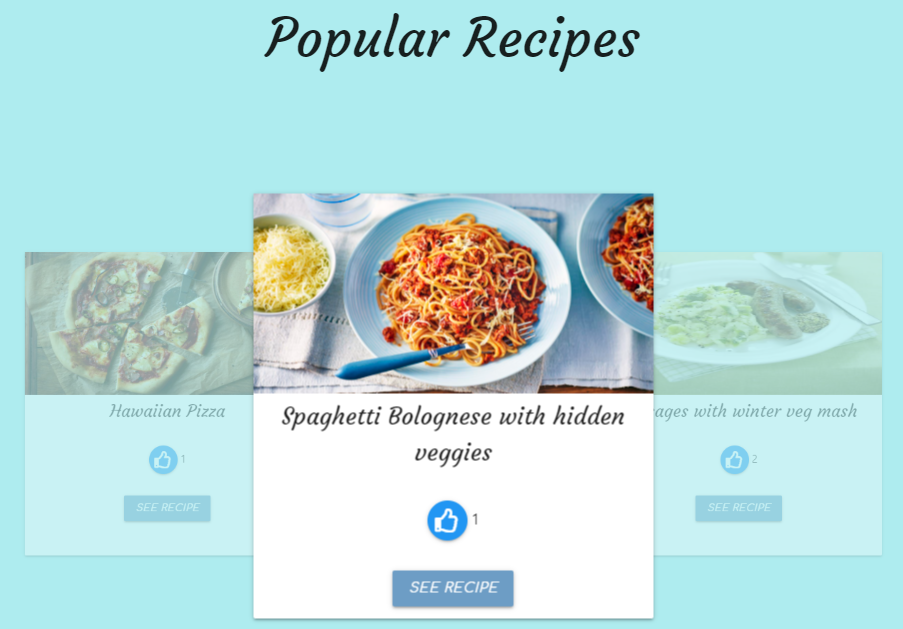 Popular Recipes
Hawaiian Pizza
1
SEE RECIPE
Spaghetti Bolognese with hidden
veggies
1
SEE RECIPE
with winter veg mash
2
SEE RECIPE